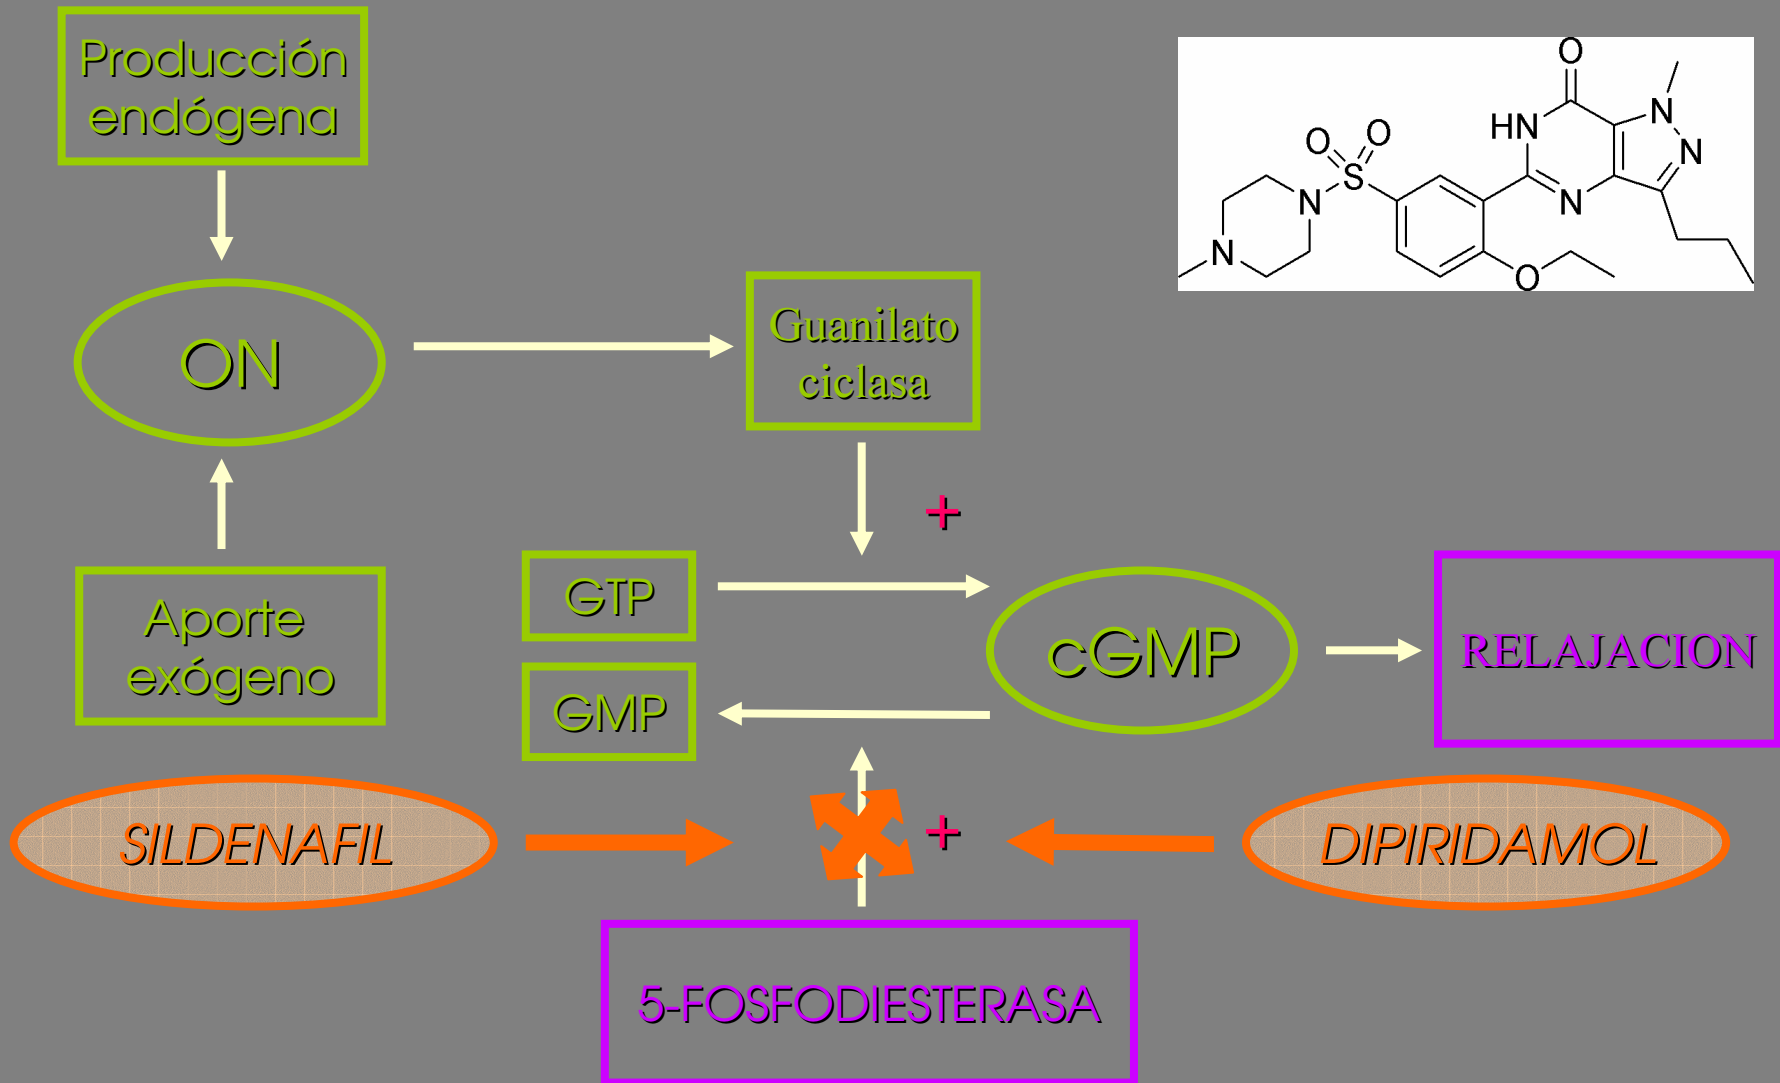 Producción
endógena
O
N
HN
N
O
O
S
N
N
N
O
ON
Guanilato
ciclasa
+
Aporte
exógeno
GTP
cGMP
RELAJACION
GMP
SILDENAFIL
+
DIPIRIDAMOL
5-FOSFODIESTERASA